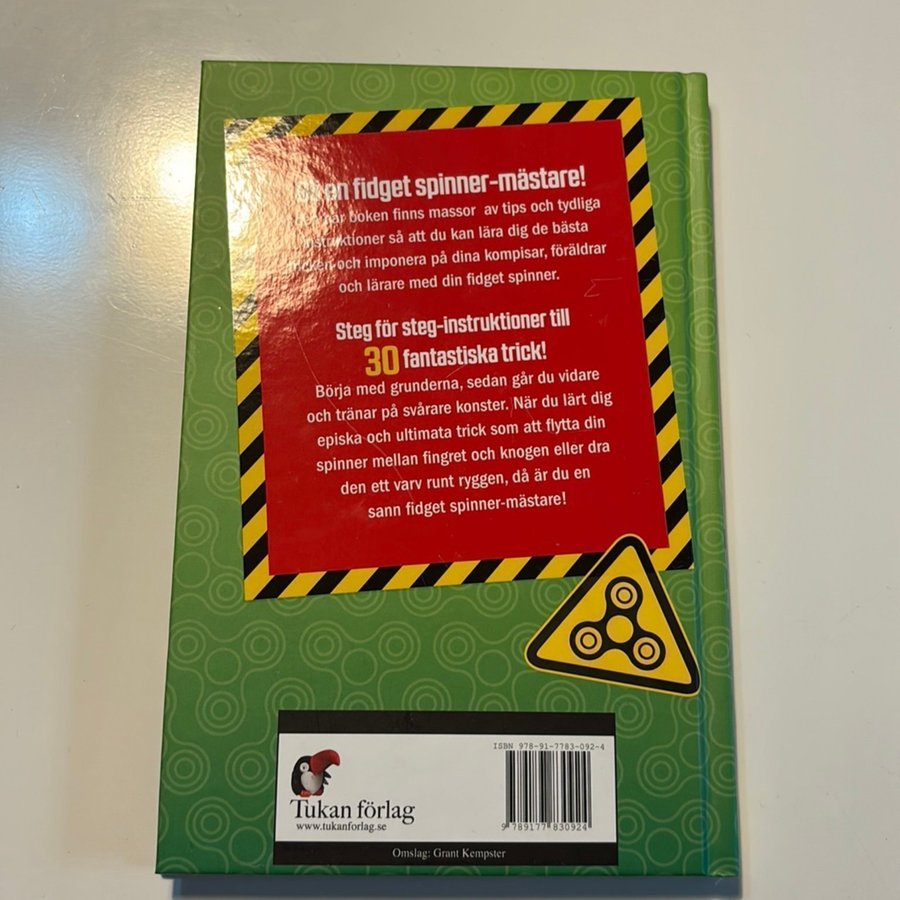 en fidget spinner-mästare!
här boken finns massor av tips och tydliga
instruktioner så att du kan lära dig de bästa
tricken och imponera på dina kompisar, föräldrar
och lärare med din fidget spinner.
Steg för steg-instruktioner till
30 fantastiska trick!
Börja med grunderna, sedan går du vidare
och tränar på svårare konster. När du lärt dig
episka och ultimata trick som att flytta din
spinner mellan fingret och knogen eller dra
den ett varv runt ryggen, då är du en
sann fidget spinner-mästare!
ISBN 978-91-7783-092-4
Tukan förlag
www.tukanforlag.se
9 789177 830924
Omslag: Grant Kempster